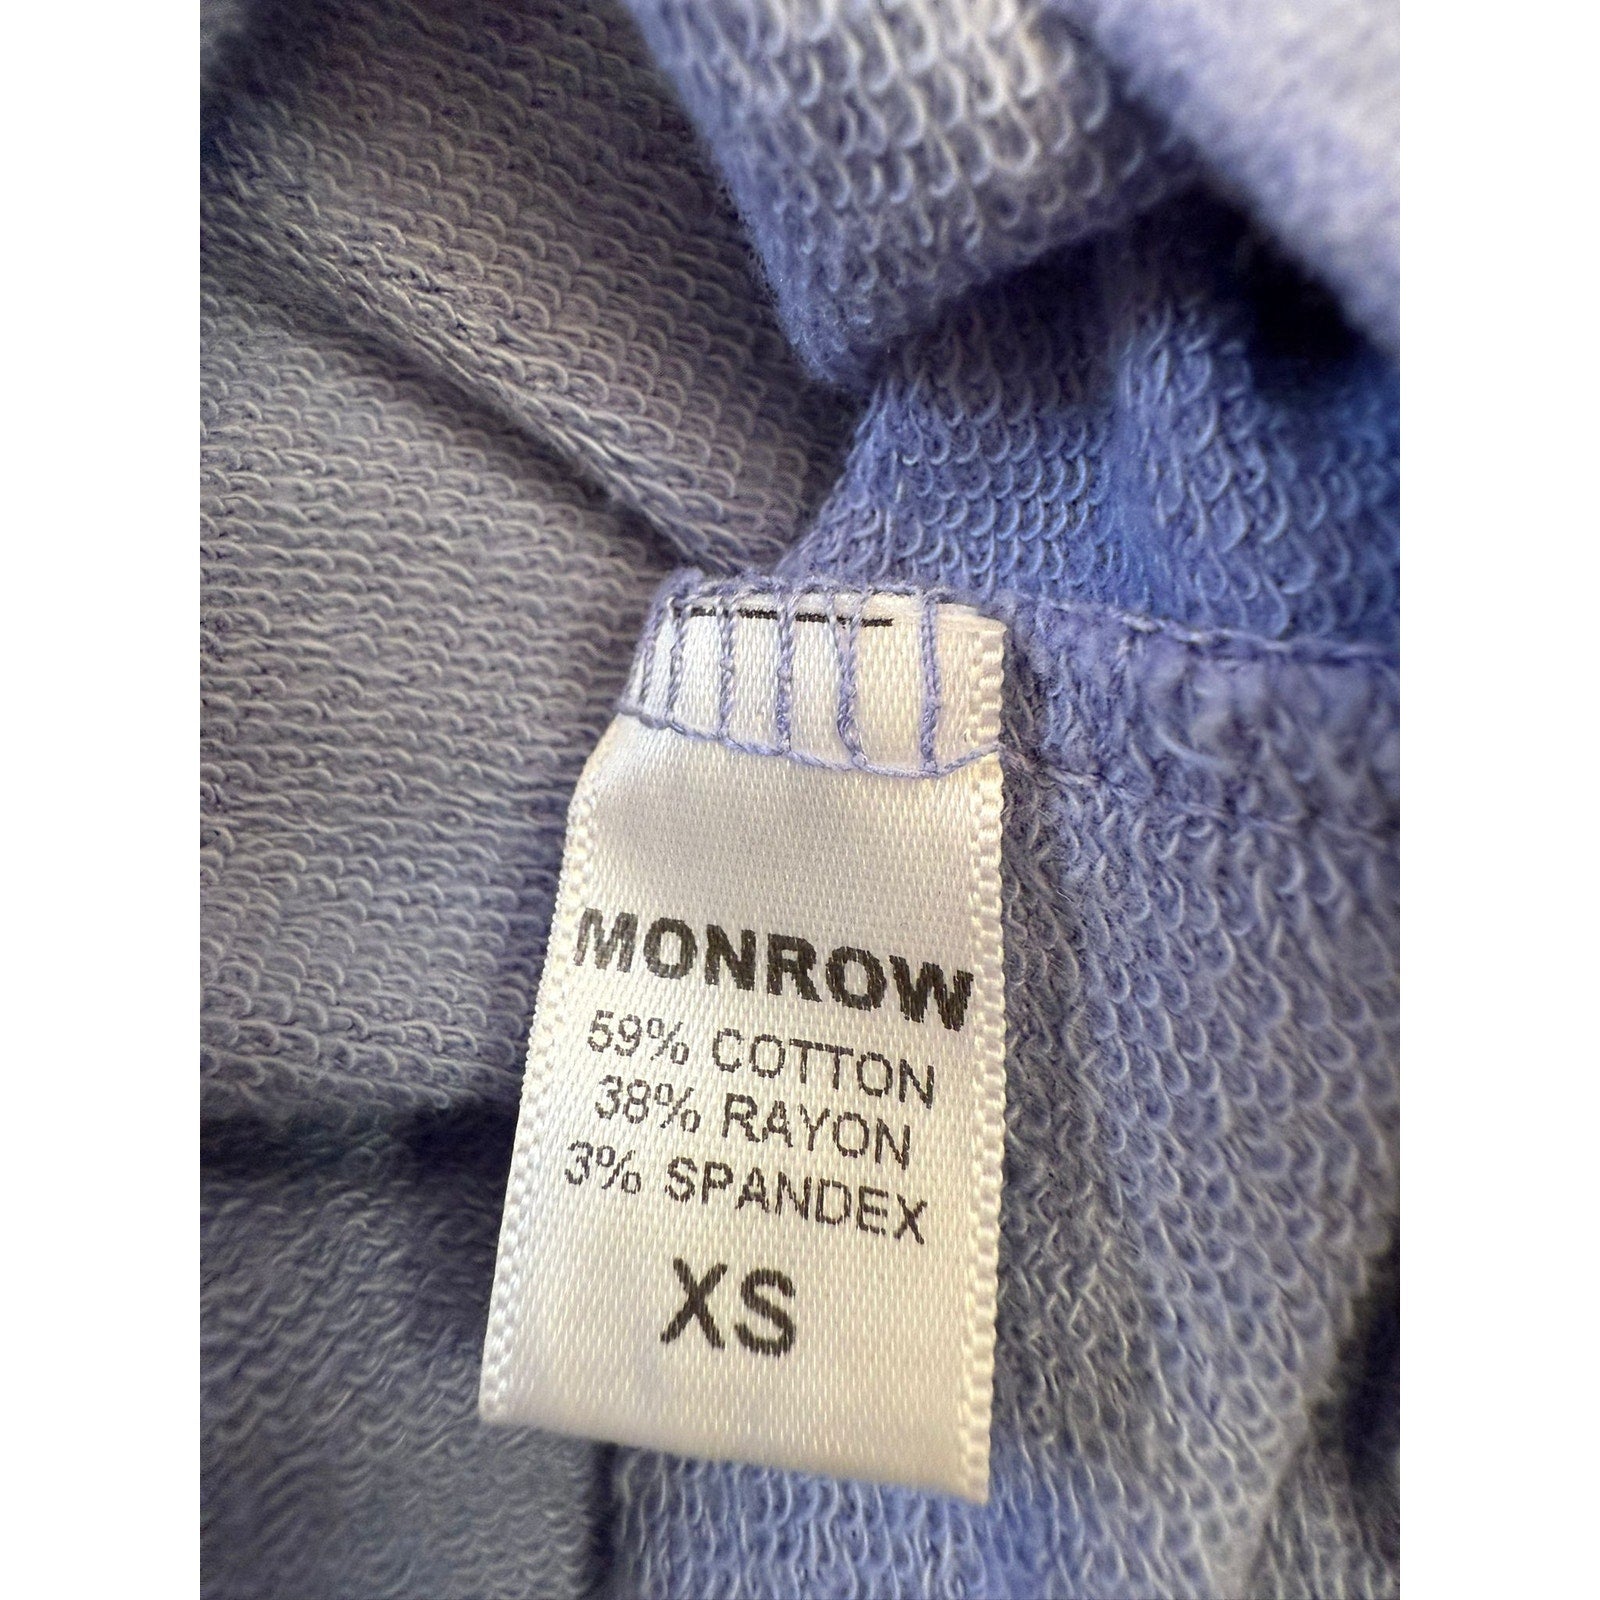 MONROW
59% COTTON
38% RAYON
3% SPANDEX
XS